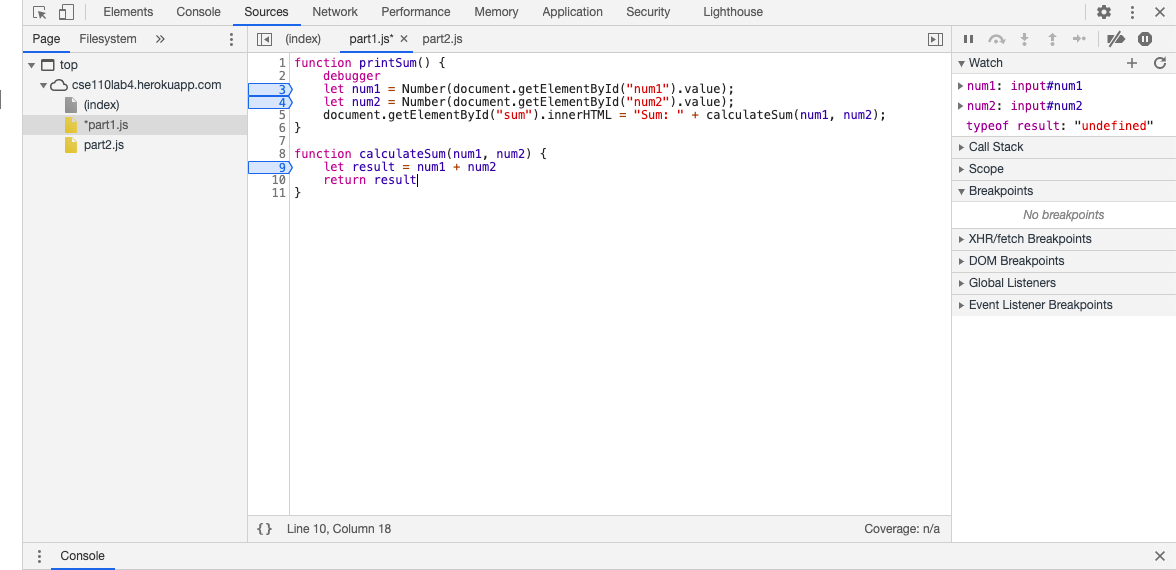 Elements Console Sources Network Performance Memory Application Security Lighthouse
Page Filesystem » (index) part1.js* × part2.js
top
cse110lab4.herokuapp.com
(index)
*part1.js
part2.js
1 function printSum() {
2 debugger
3 let num1 = Number(document.getElementById("num1").value);
4 let num2 = Number(document.getElementById("num2").value);
5 document.getElementById("sum").innerHTML = "Sum: " + calculateSum(num1, num2);
6 }
7
8 function calculateSum(num1, num2) {
9 let result = num1 + num2
10 return result
11 }
Watch
num1: input#num1
num2: input#num2
typeof result: "undefined"
Call Stack
Scope
Breakpoints
No breakpoints
XHR/fetch Breakpoints
DOM Breakpoints
Global Listeners
Event Listener Breakpoints
{} Line 10, Column 18 Coverage: n/a
Console